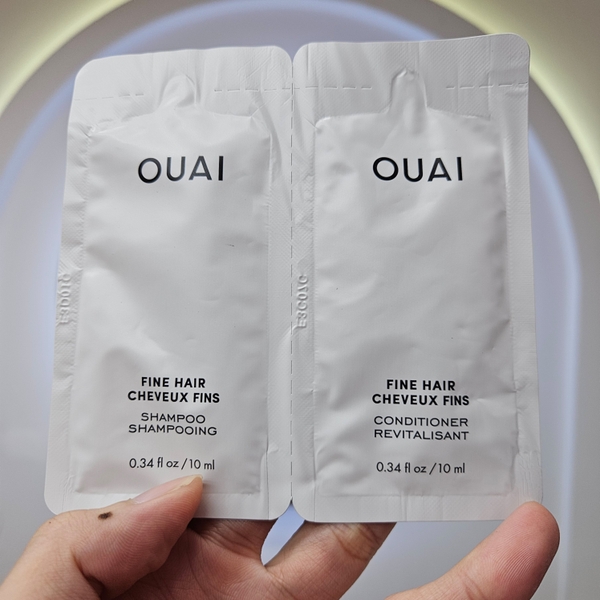 OUAI
FINE HAIR
CHEVEUX FINS
SHAMPOO
SHAMPOOING
0.34 fl oz / 10 ml
OUAI
FINE HAIR
CHEVEUX FINS
CONDITIONER
REVITALISANT
0.34 fl oz / 10 ml